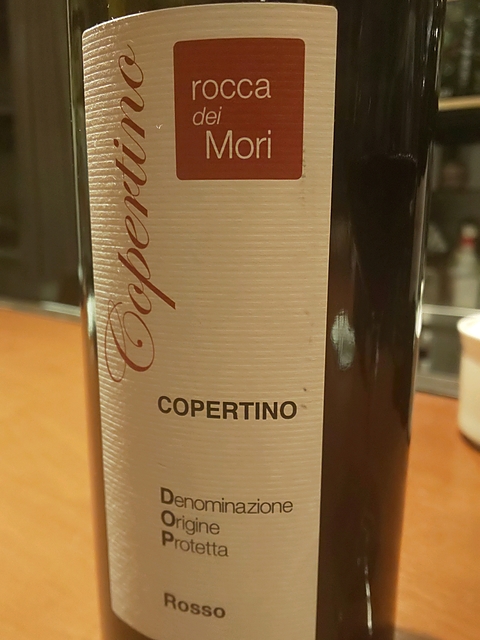 Copertino
rocca
dei
Mori
COPERTINO
Denominazione
Origine
Protetta
Rosso